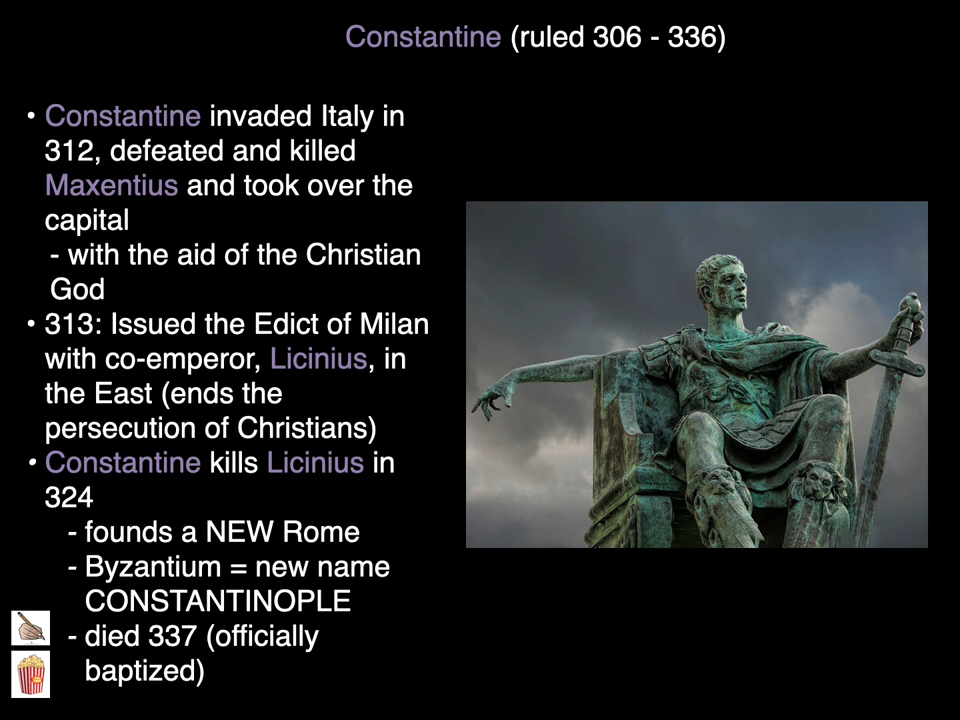 Constantine (ruled 306 - 336)
• Constantine invaded Italy in
312, defeated and killed
Maxentius and took over the
capital
- with the aid of the Christian
God
• 313: Issued the Edict of Milan
with co-emperor, Licinius, in
the East (ends the
persecution of Christians)
• Constantine kills Licinius in
324
- founds a NEW Rome
- Byzantium = new name
CONSTANTINOPLE
- died 337 (officially
baptized)